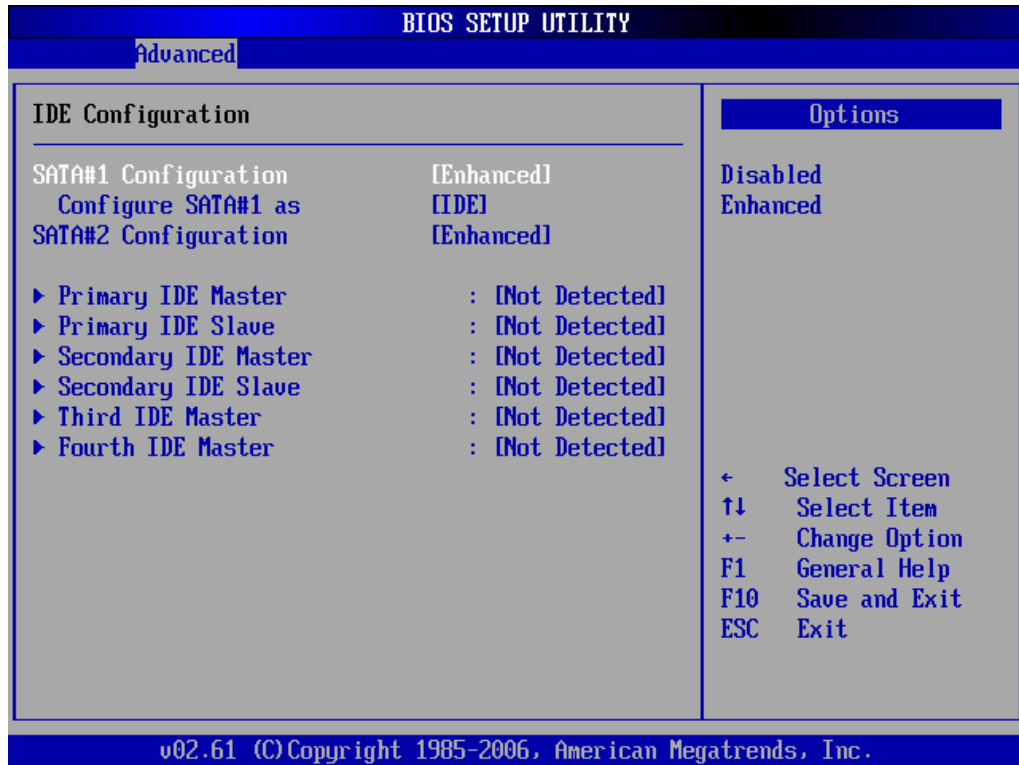 BIOS SETUP UTILITY
Advanced
IDE Configuration
SATA#1 Configuration [Enhanced]
Configure SATA#1 as [IDE]
SATA#2 Configuration [Enhanced]
▶ Primary IDE Master : [Not Detected]
▶ Primary IDE Slave : [Not Detected]
▶ Secondary IDE Master : [Not Detected]
▶ Secondary IDE Slave : [Not Detected]
▶ Third IDE Master : [Not Detected]
▶ Fourth IDE Master : [Not Detected]
Options
Disabled
Enhanced
← Select Screen
↑↓ Select Item
+- Change Option
F1 General Help
F10 Save and Exit
ESC Exit
v02.61 (C)Copyright 1985-2006, American Megatrends, Inc.